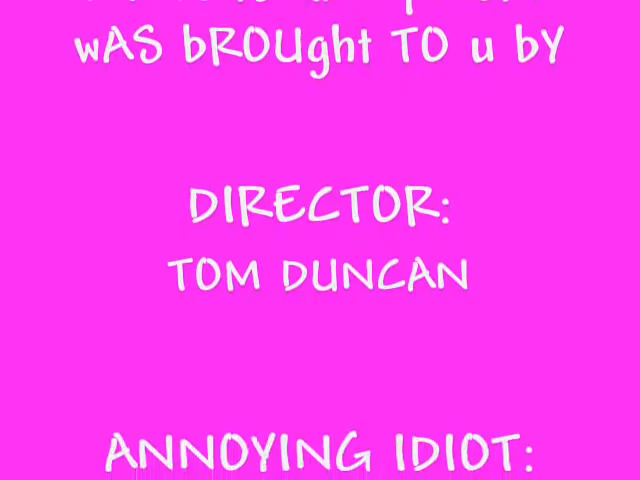 wAS bROUght TO u bY
DIRECTOR:
TOM DUNCAN
ANNOYING IDIOT: